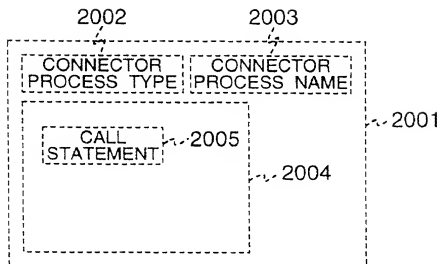 2002
2003
CONNECTOR
PROCESS TYPE
CONNECTOR
PROCESS NAME
2001
CALL
STATEMENT
2005
2004